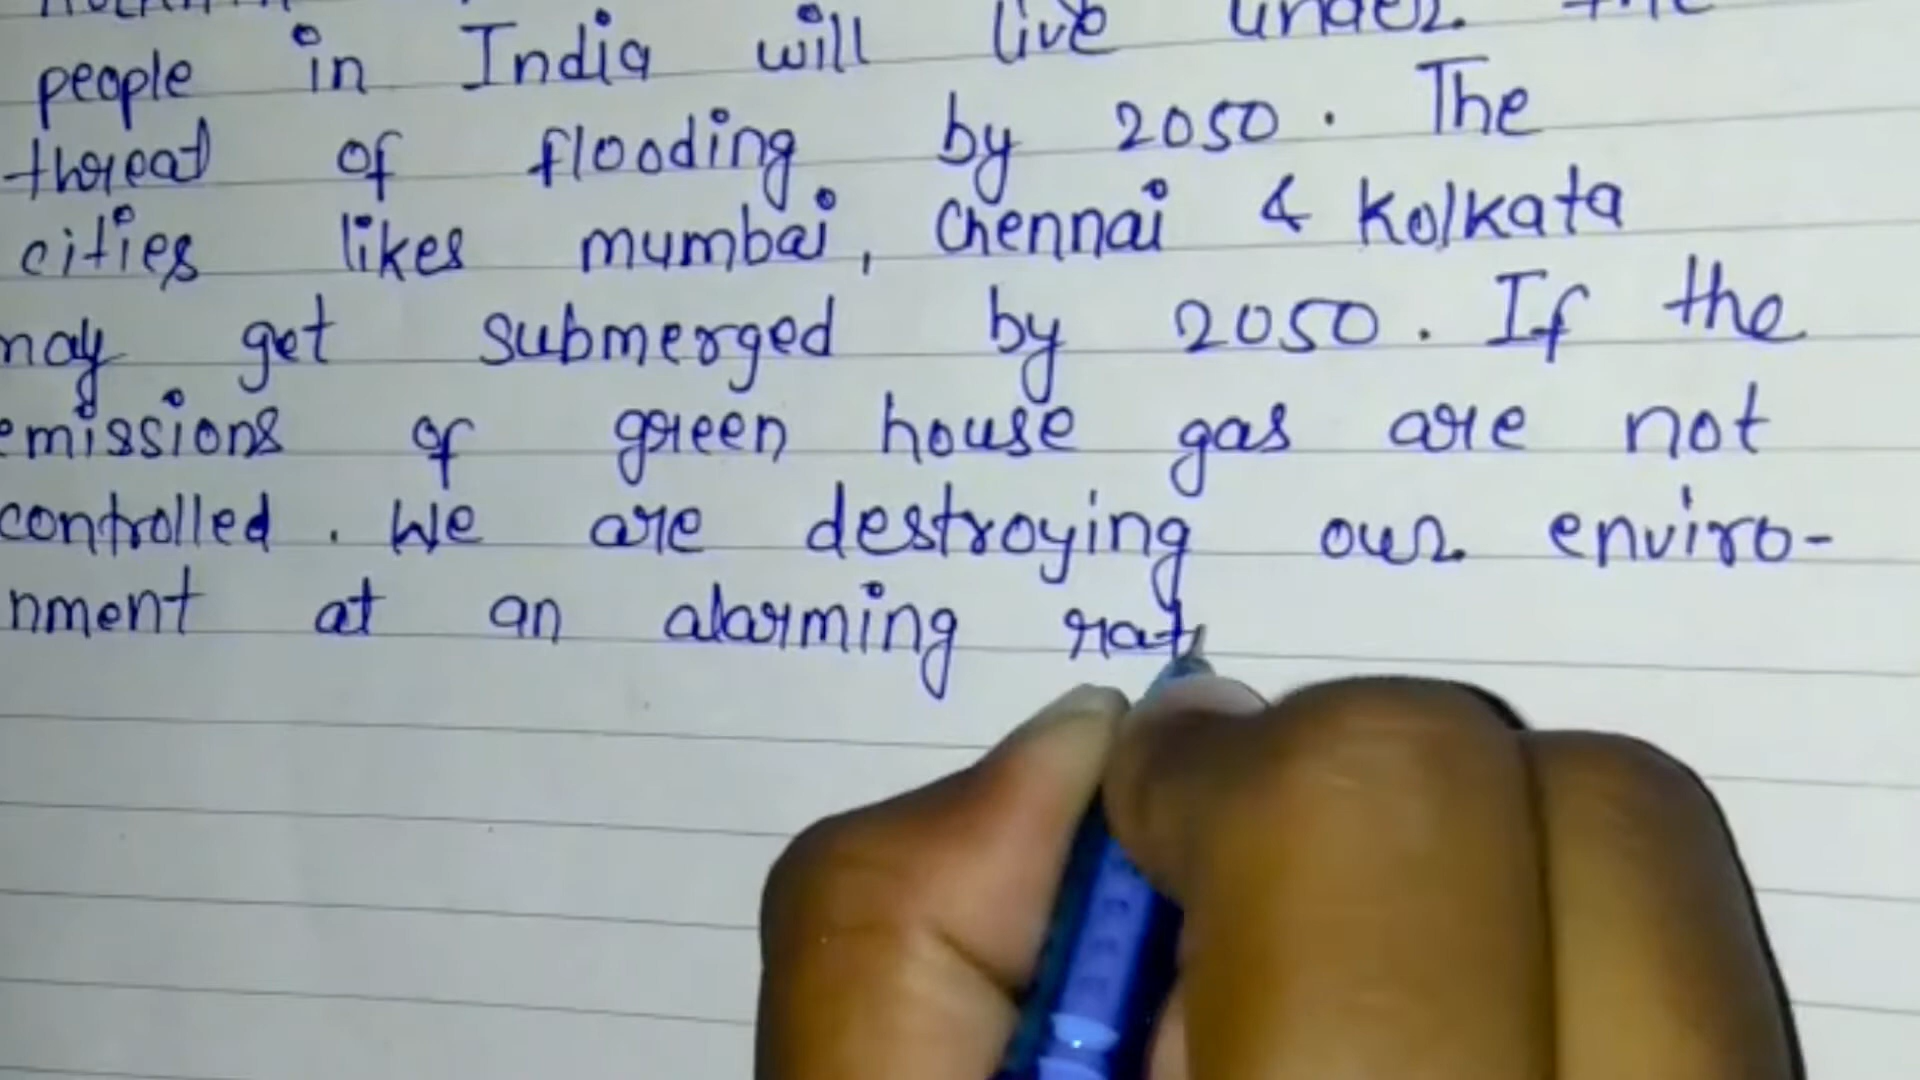 people in India will live under the
threat of flooding by 2050. The
cities likes mumbai, Chennai & Kolkata
may get submerged by 2050. If the
emissions of green house gas are not
controlled. We are destroying our enviro-
nment at an alarming rat